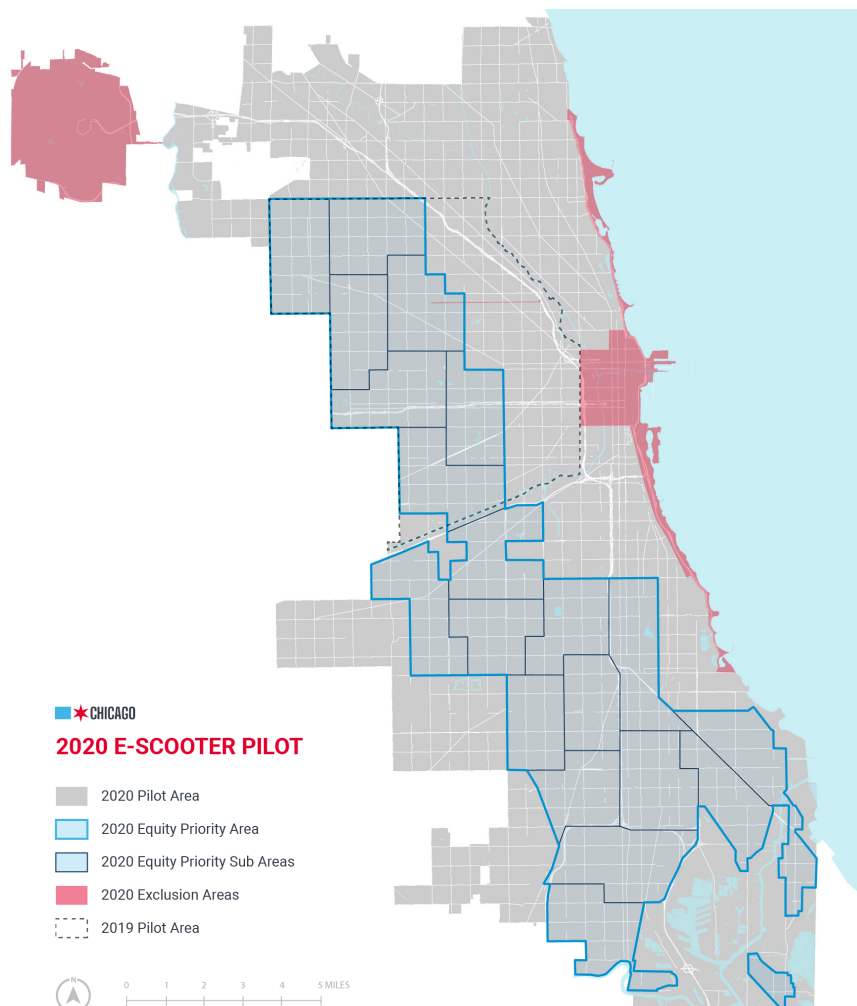 CHICAGO
2020 E-SCOOTER PILOT
2020 Pilot Area
2020 Equity Priority Area
2020 Equity Priority Sub Areas
2020 Exclusion Areas
2019 Pilot Area
N
0 1 2 3 4 5 MILES